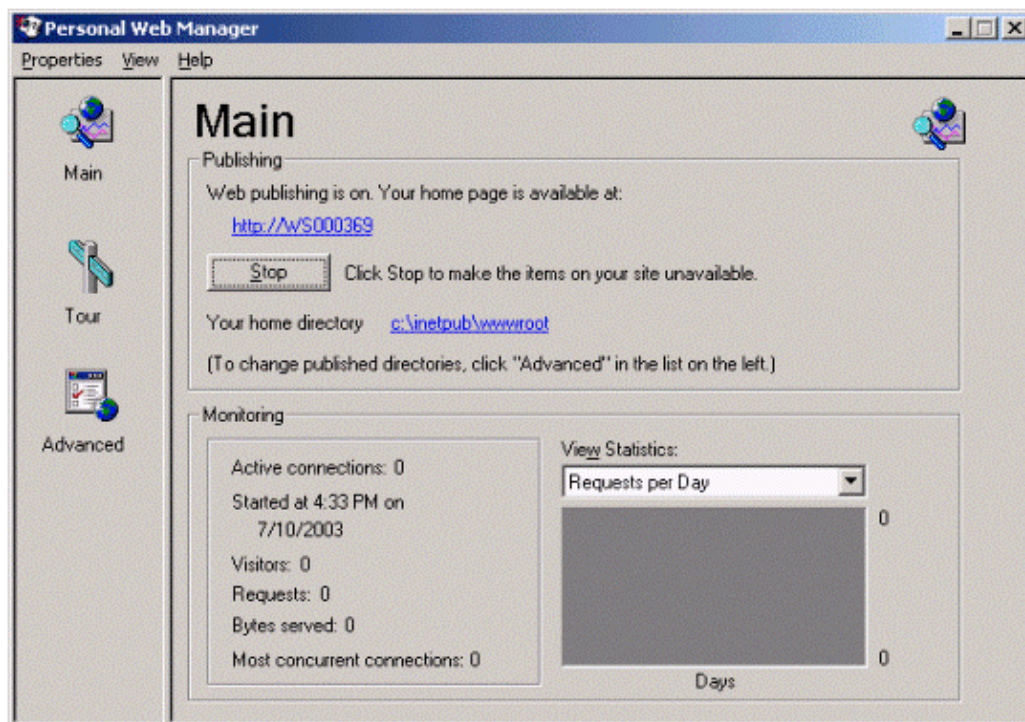 Personal Web Manager
Properties View Help
Main
Tour
Advanced
Main
Publishing
Web publishing is on. Your home page is available at:
http://WS000369
Stop Click Stop to make the items on your site unavailable.
Your home directory c:\inetpub\wwwroot
(To change published directories, click "Advanced" in the list on the left.)
Monitoring
Active connections: 0
Started at 4:33 PM on
7/10/2003
Visitors: 0
Requests: 0
Bytes served: 0
Most concurrent connections: 0
View Statistics:
Requests per Day
0
0
Days